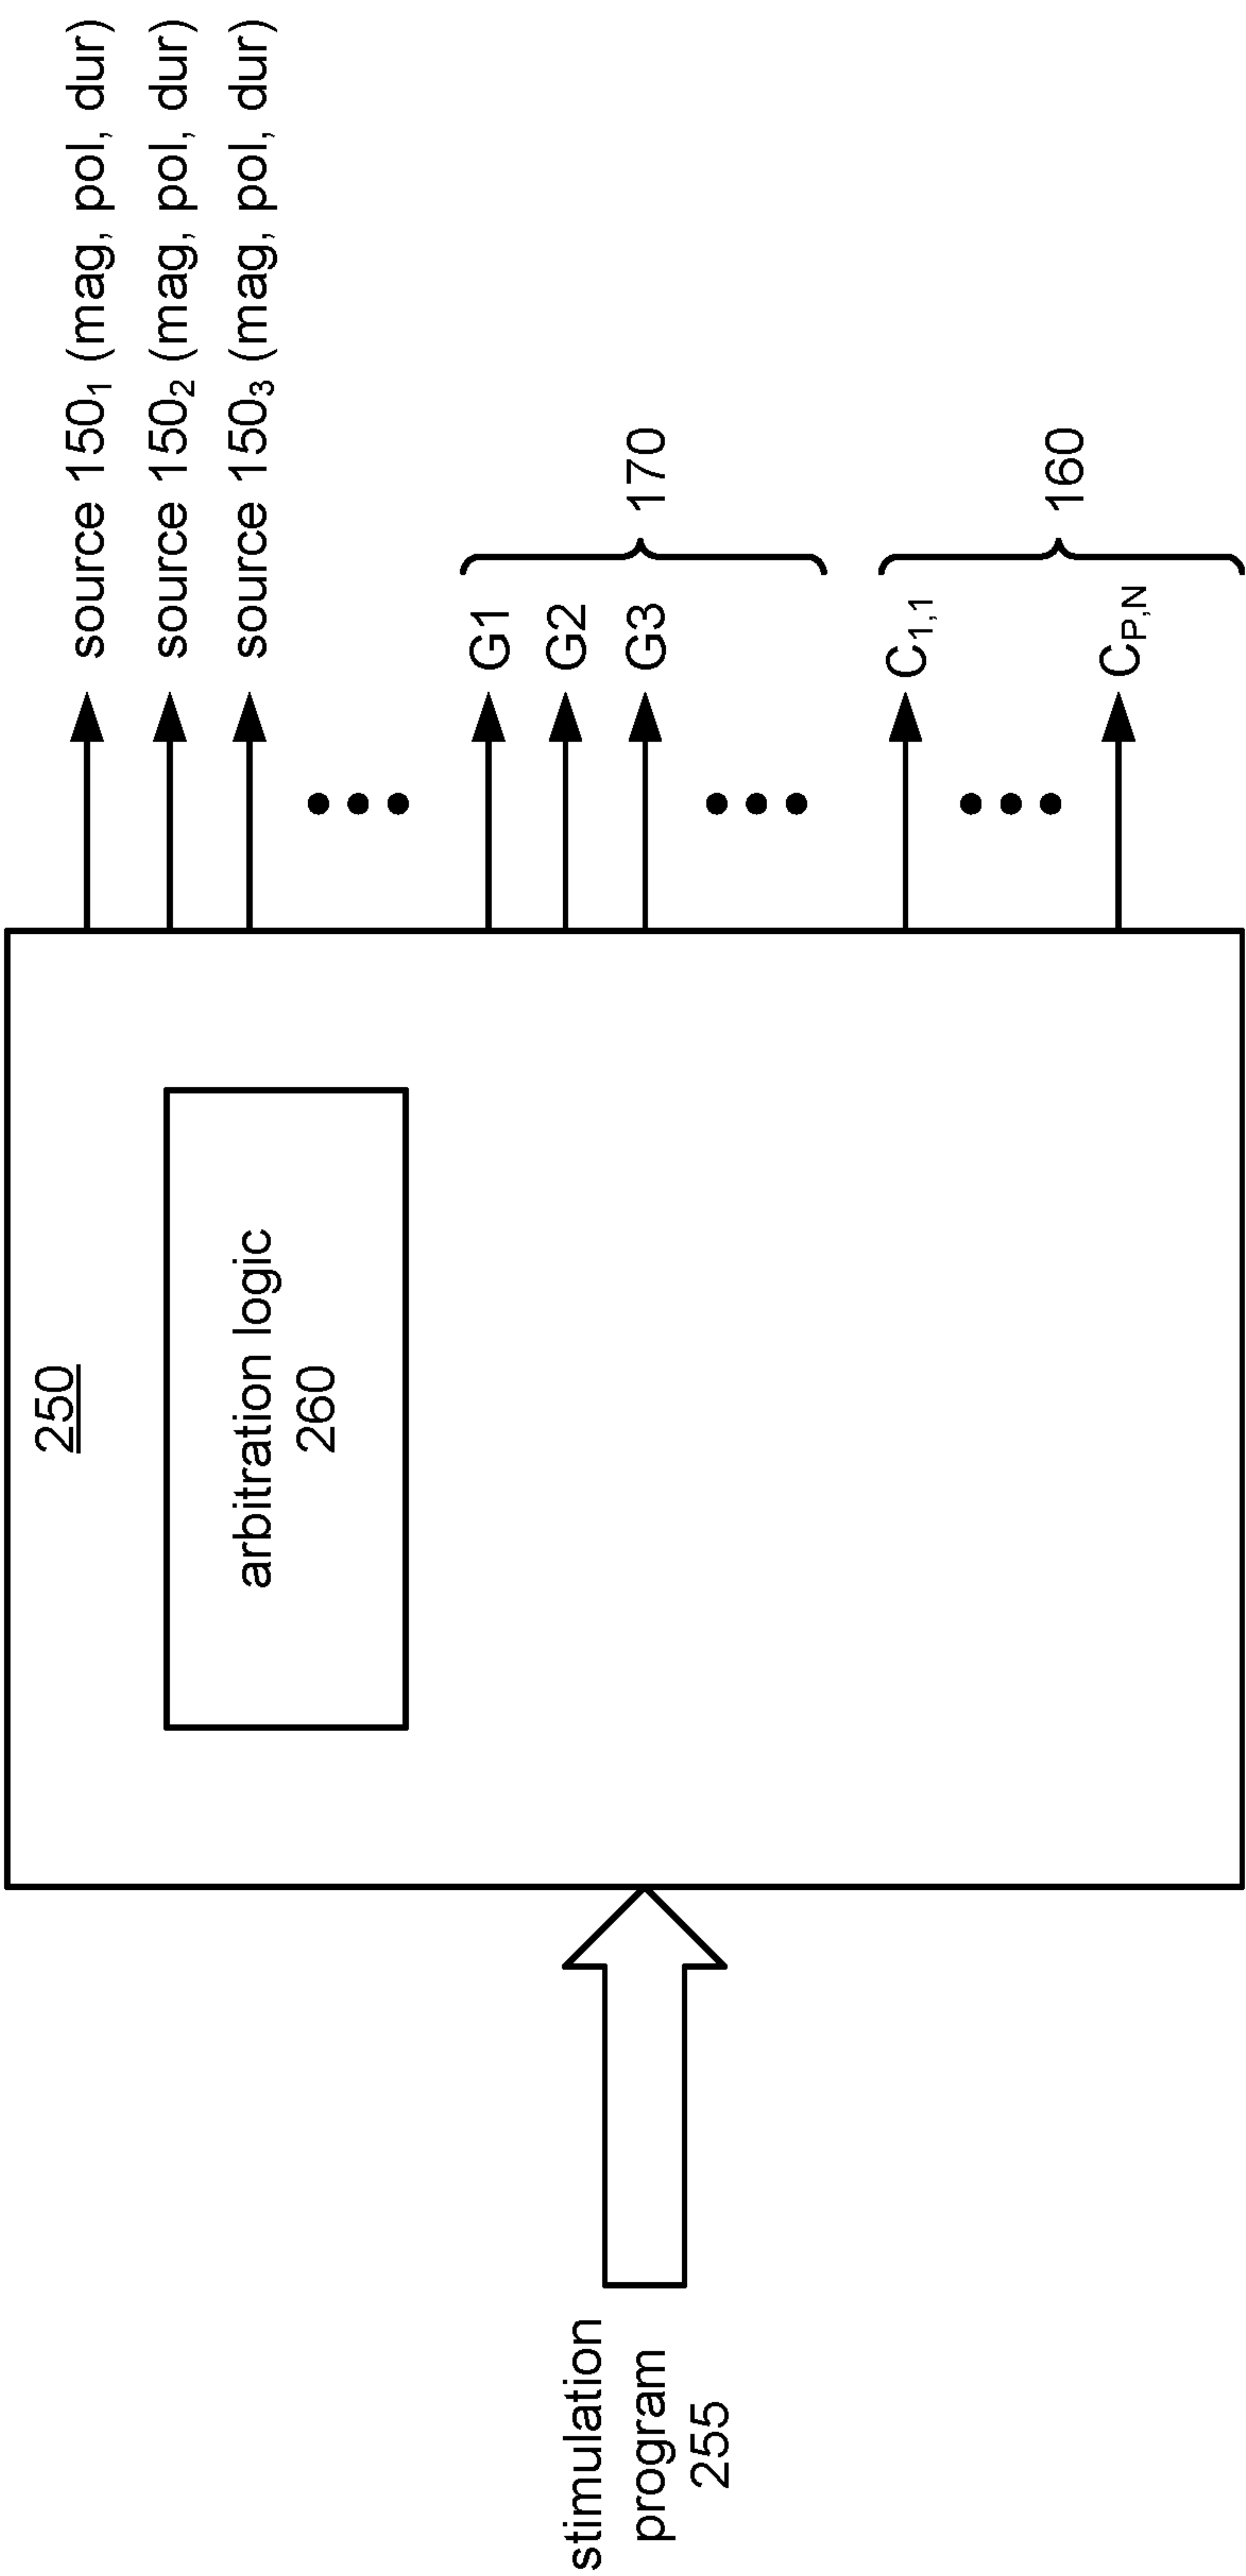 250
arbitration logic
260
stimulation
program
255
source 150₁ (mag, pol, dur)
source 150₂ (mag, pol, dur)
source 150₃ (mag, pol, dur)
G1
G2
G3
170
C₁,₁
C_P,N
160